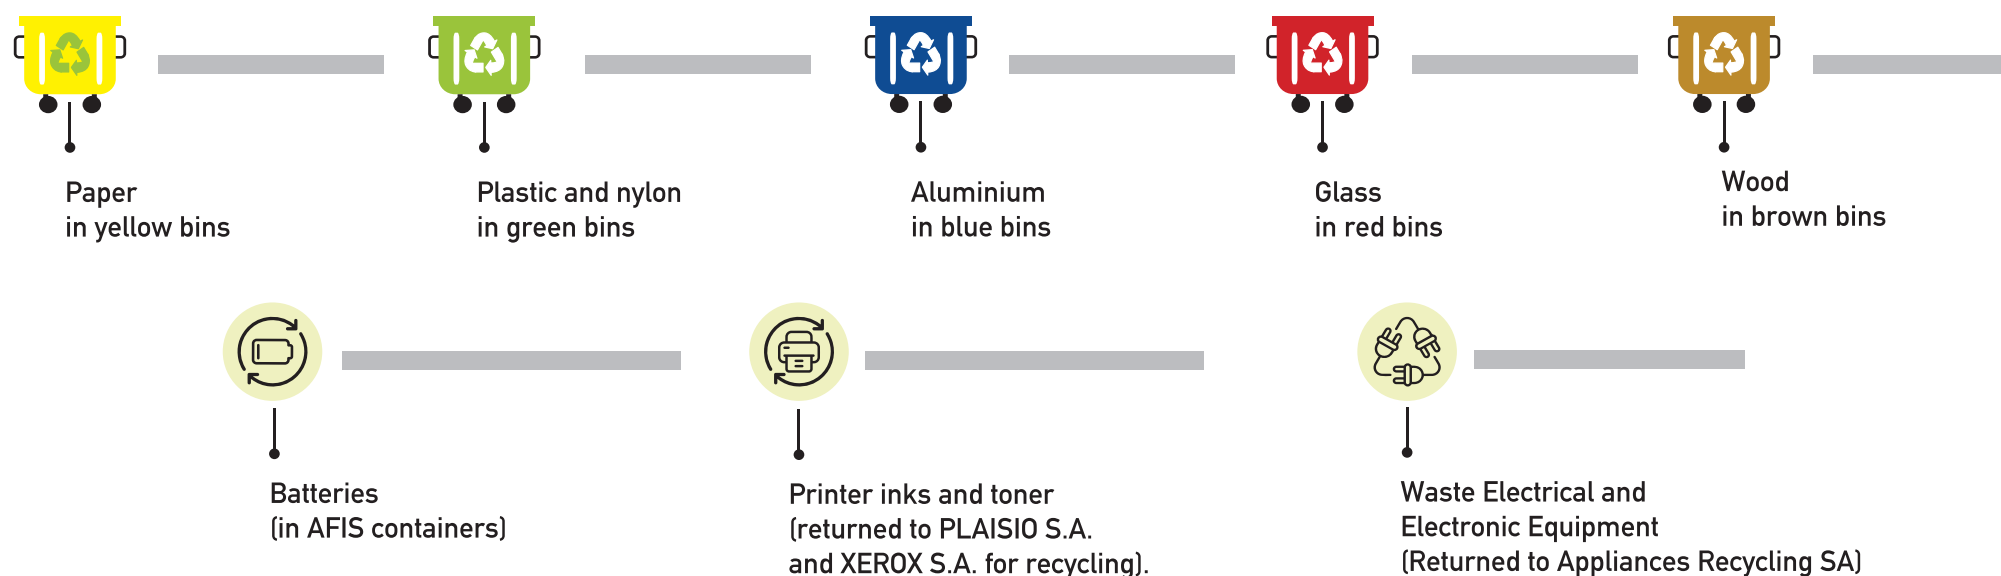 Paper
in yellow bins
Plastic and nylon
in green bins
Aluminium
in blue bins
Glass
in red bins
Wood
in brown bins
Batteries
(in AFIS containers)
Printer inks and toner
(returned to PLAISIO S.A.
and XEROX S.A. for recycling).
Waste Electrical and
Electronic Equipment
(Returned to Appliances Recycling SA)